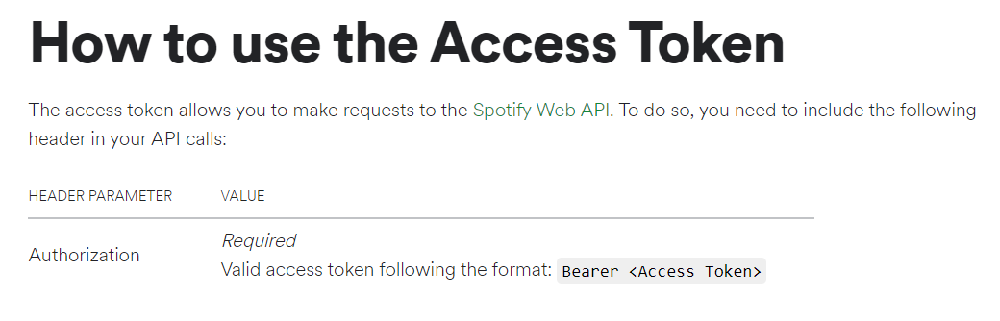 How to use the Access Token
The access token allows you to make requests to the Spotify Web API. To do so, you need to include the following
header in your API calls:
HEADER PARAMETER VALUE
Authorization
Required
Valid access token following the format: Bearer <Access Token>